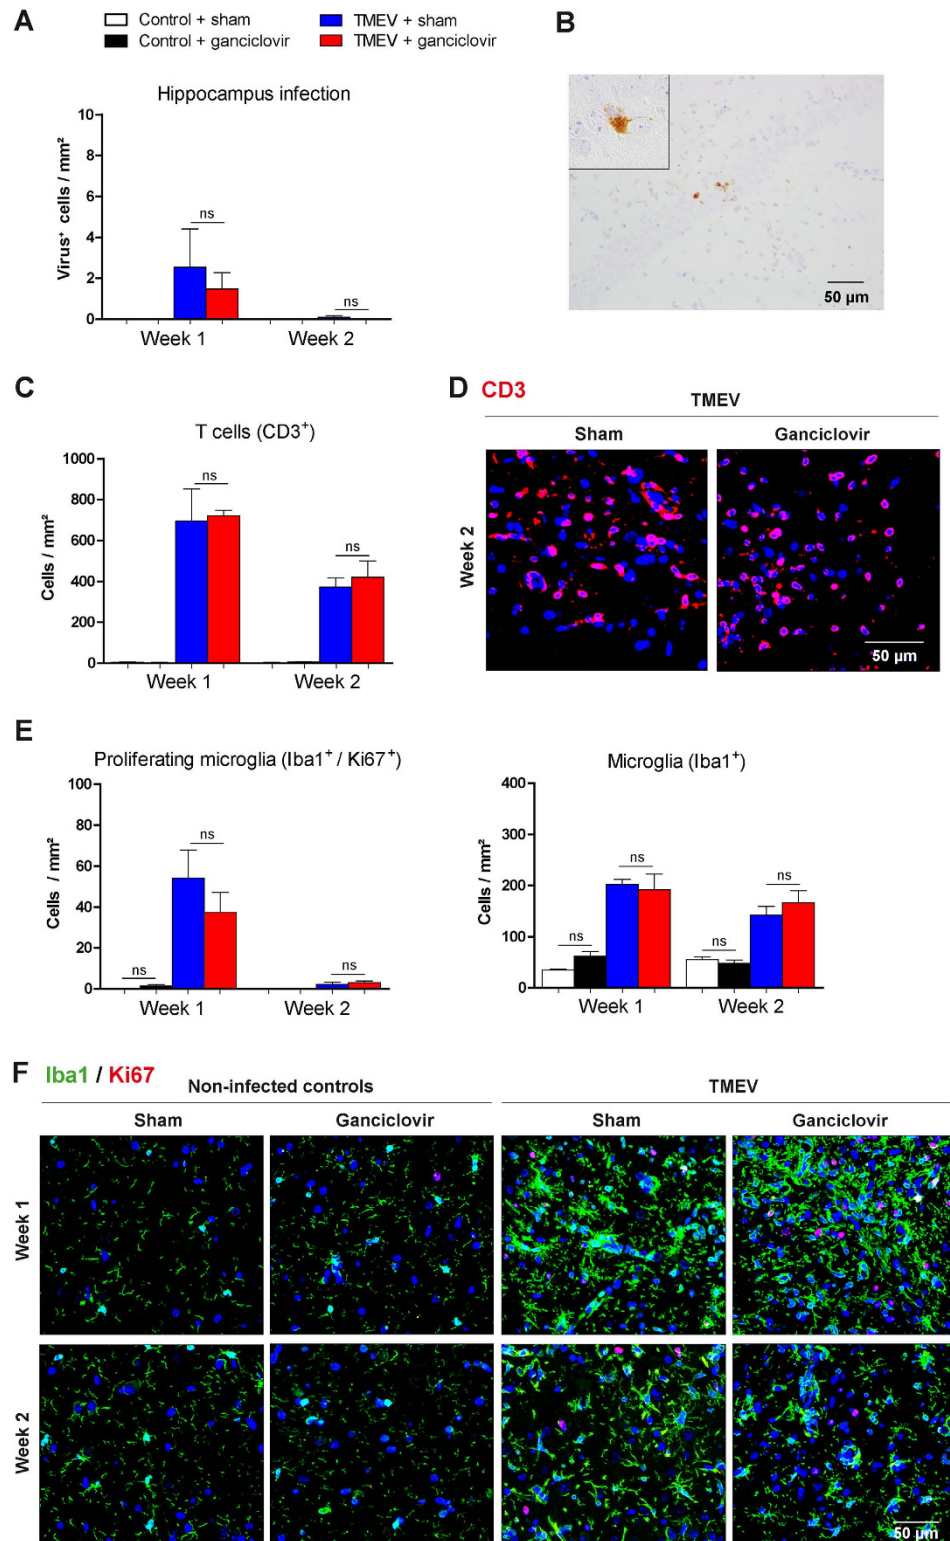 A
Control + sham
TMEV + sham
Control + ganciclovir
TMEV + ganciclovir
Hippocampus infection
Virus⁺ cells / mm²
10
8
6
4
2
0
ns
ns
Week 1
Week 2
B
50 µm
C
T cells (CD3⁺)
Cells / mm²
1000
800
600
400
200
0
ns
ns
Week 1
Week 2
D CD3
TMEV
Sham
Ganciclovir
Week 2
50 µm
E
Proliferating microglia (Iba1⁺ / Ki67⁺)
Cells / mm²
100
80
60
40
20
0
ns
ns
ns
Week 1
Week 2
Microglia (Iba1⁺)
Cells / mm²
400
300
200
100
0
ns
ns
ns
ns
Week 1
Week 2
F Iba1 / Ki67
Non-infected controls
TMEV
Sham
Ganciclovir
Sham
Ganciclovir
Week 1
Week 2
50 µm